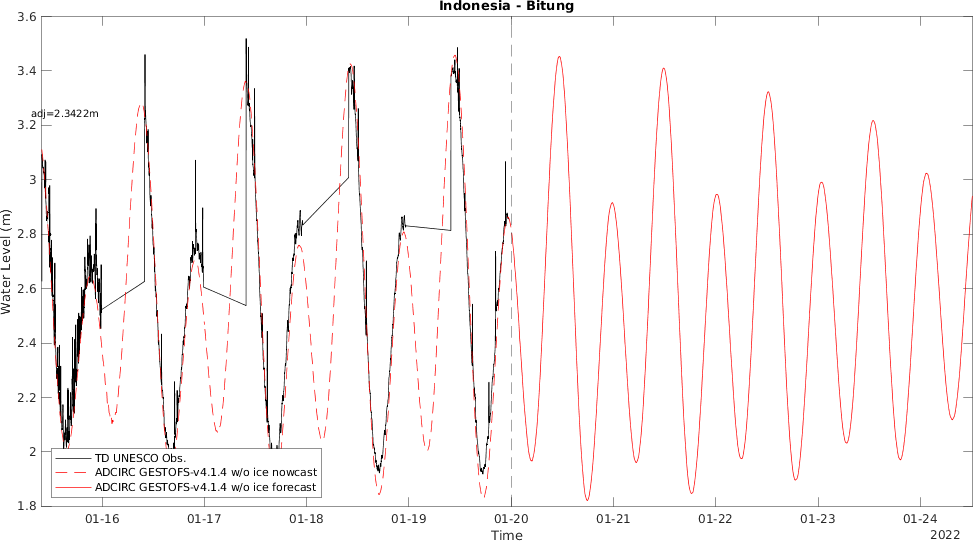 Indonesia - Bitung
3.6
3.4
adj=2.3422m
3.2
3
2.8
2.6
2.4
2.2
2
1.8
Water Level (m)
TD UNESCO Obs.
ADCIRC GESTOFS-v4.1.4 w/o ice nowcast
ADCIRC GESTOFS-v4.1.4 w/o ice forecast
01-16 01-17 01-18 01-19 01-20 01-21 01-22 01-23 01-24
Time
2022